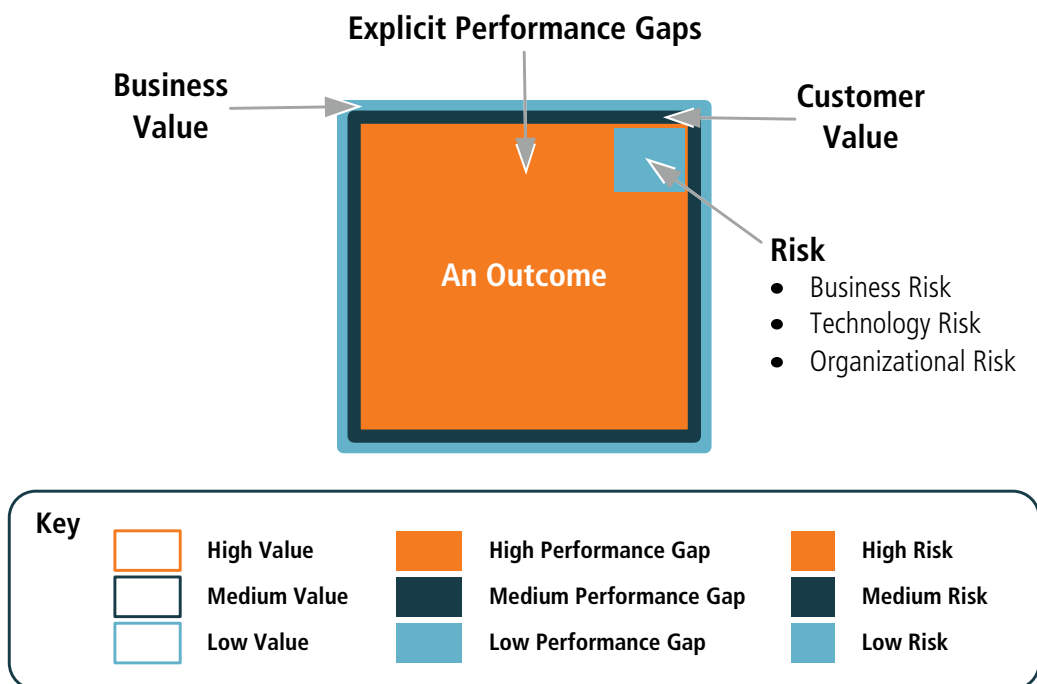 Explicit Performance Gaps
Business
Value
Customer
Value
An Outcome
Risk
• Business Risk
• Technology Risk
• Organizational Risk
Key
High Value
High Performance Gap
High Risk
Medium Value
Medium Performance Gap
Medium Risk
Low Value
Low Performance Gap
Low Risk